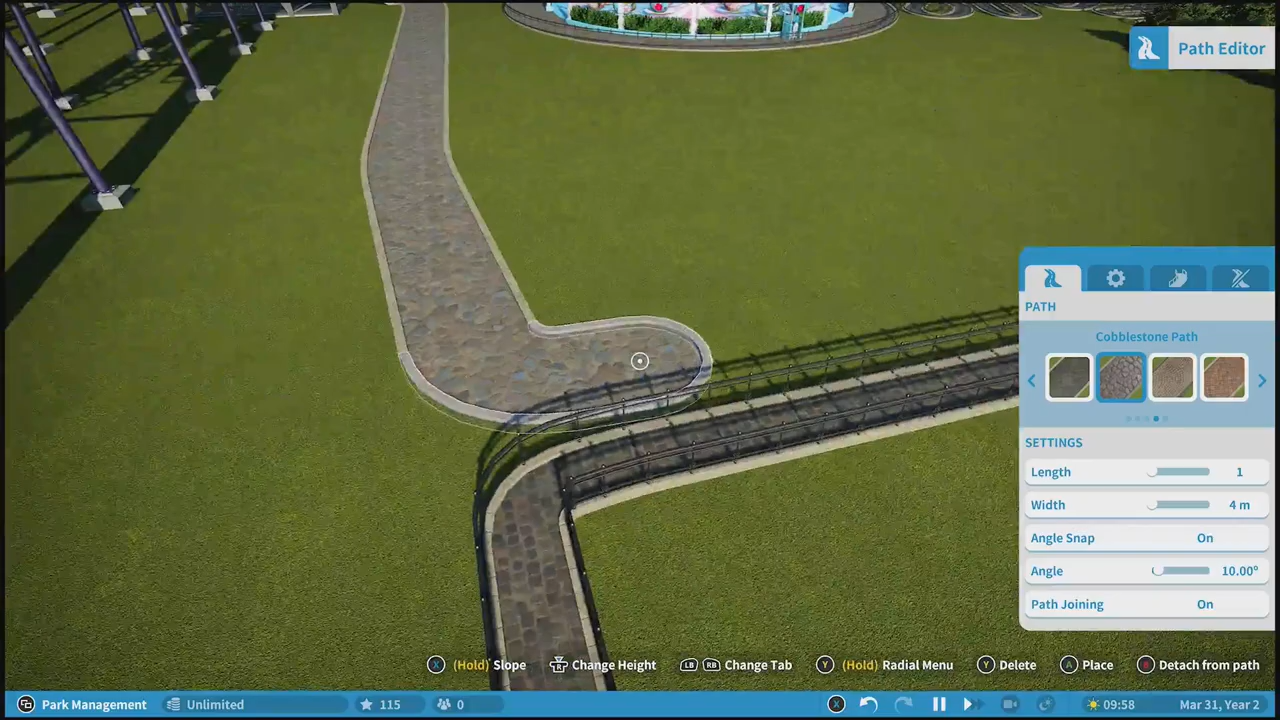 Path Editor
PATH
Cobblestone Path
SETTINGS
Length 1
Width 4 m
Angle Snap On
Angle 10.00°
Path Joining On
X (Hold) Slope R Change Height LB RB Change Tab Y (Hold) Radial Menu Y Delete A Place B Detach from path
Park Management Unlimited 115 0 X 09:58 Mar 31, Year 2